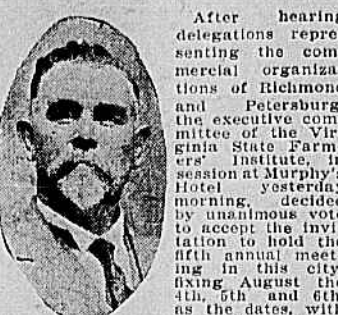 After hearing
delegations repre-
senting the com-
mercial organiza-
tions of Richmond
and Petersburg,
the executive com-
mittee of the Vir-
ginia State Farm-
ers' Institute, in
session at Murphy's
Hotel yesterday
morning, decided
by unanimous vote
to accept the invi-
tation to hold the
fifth annual meet-
ing in this city,
fixing August the
4th, 5th and 6th
as the dates, with